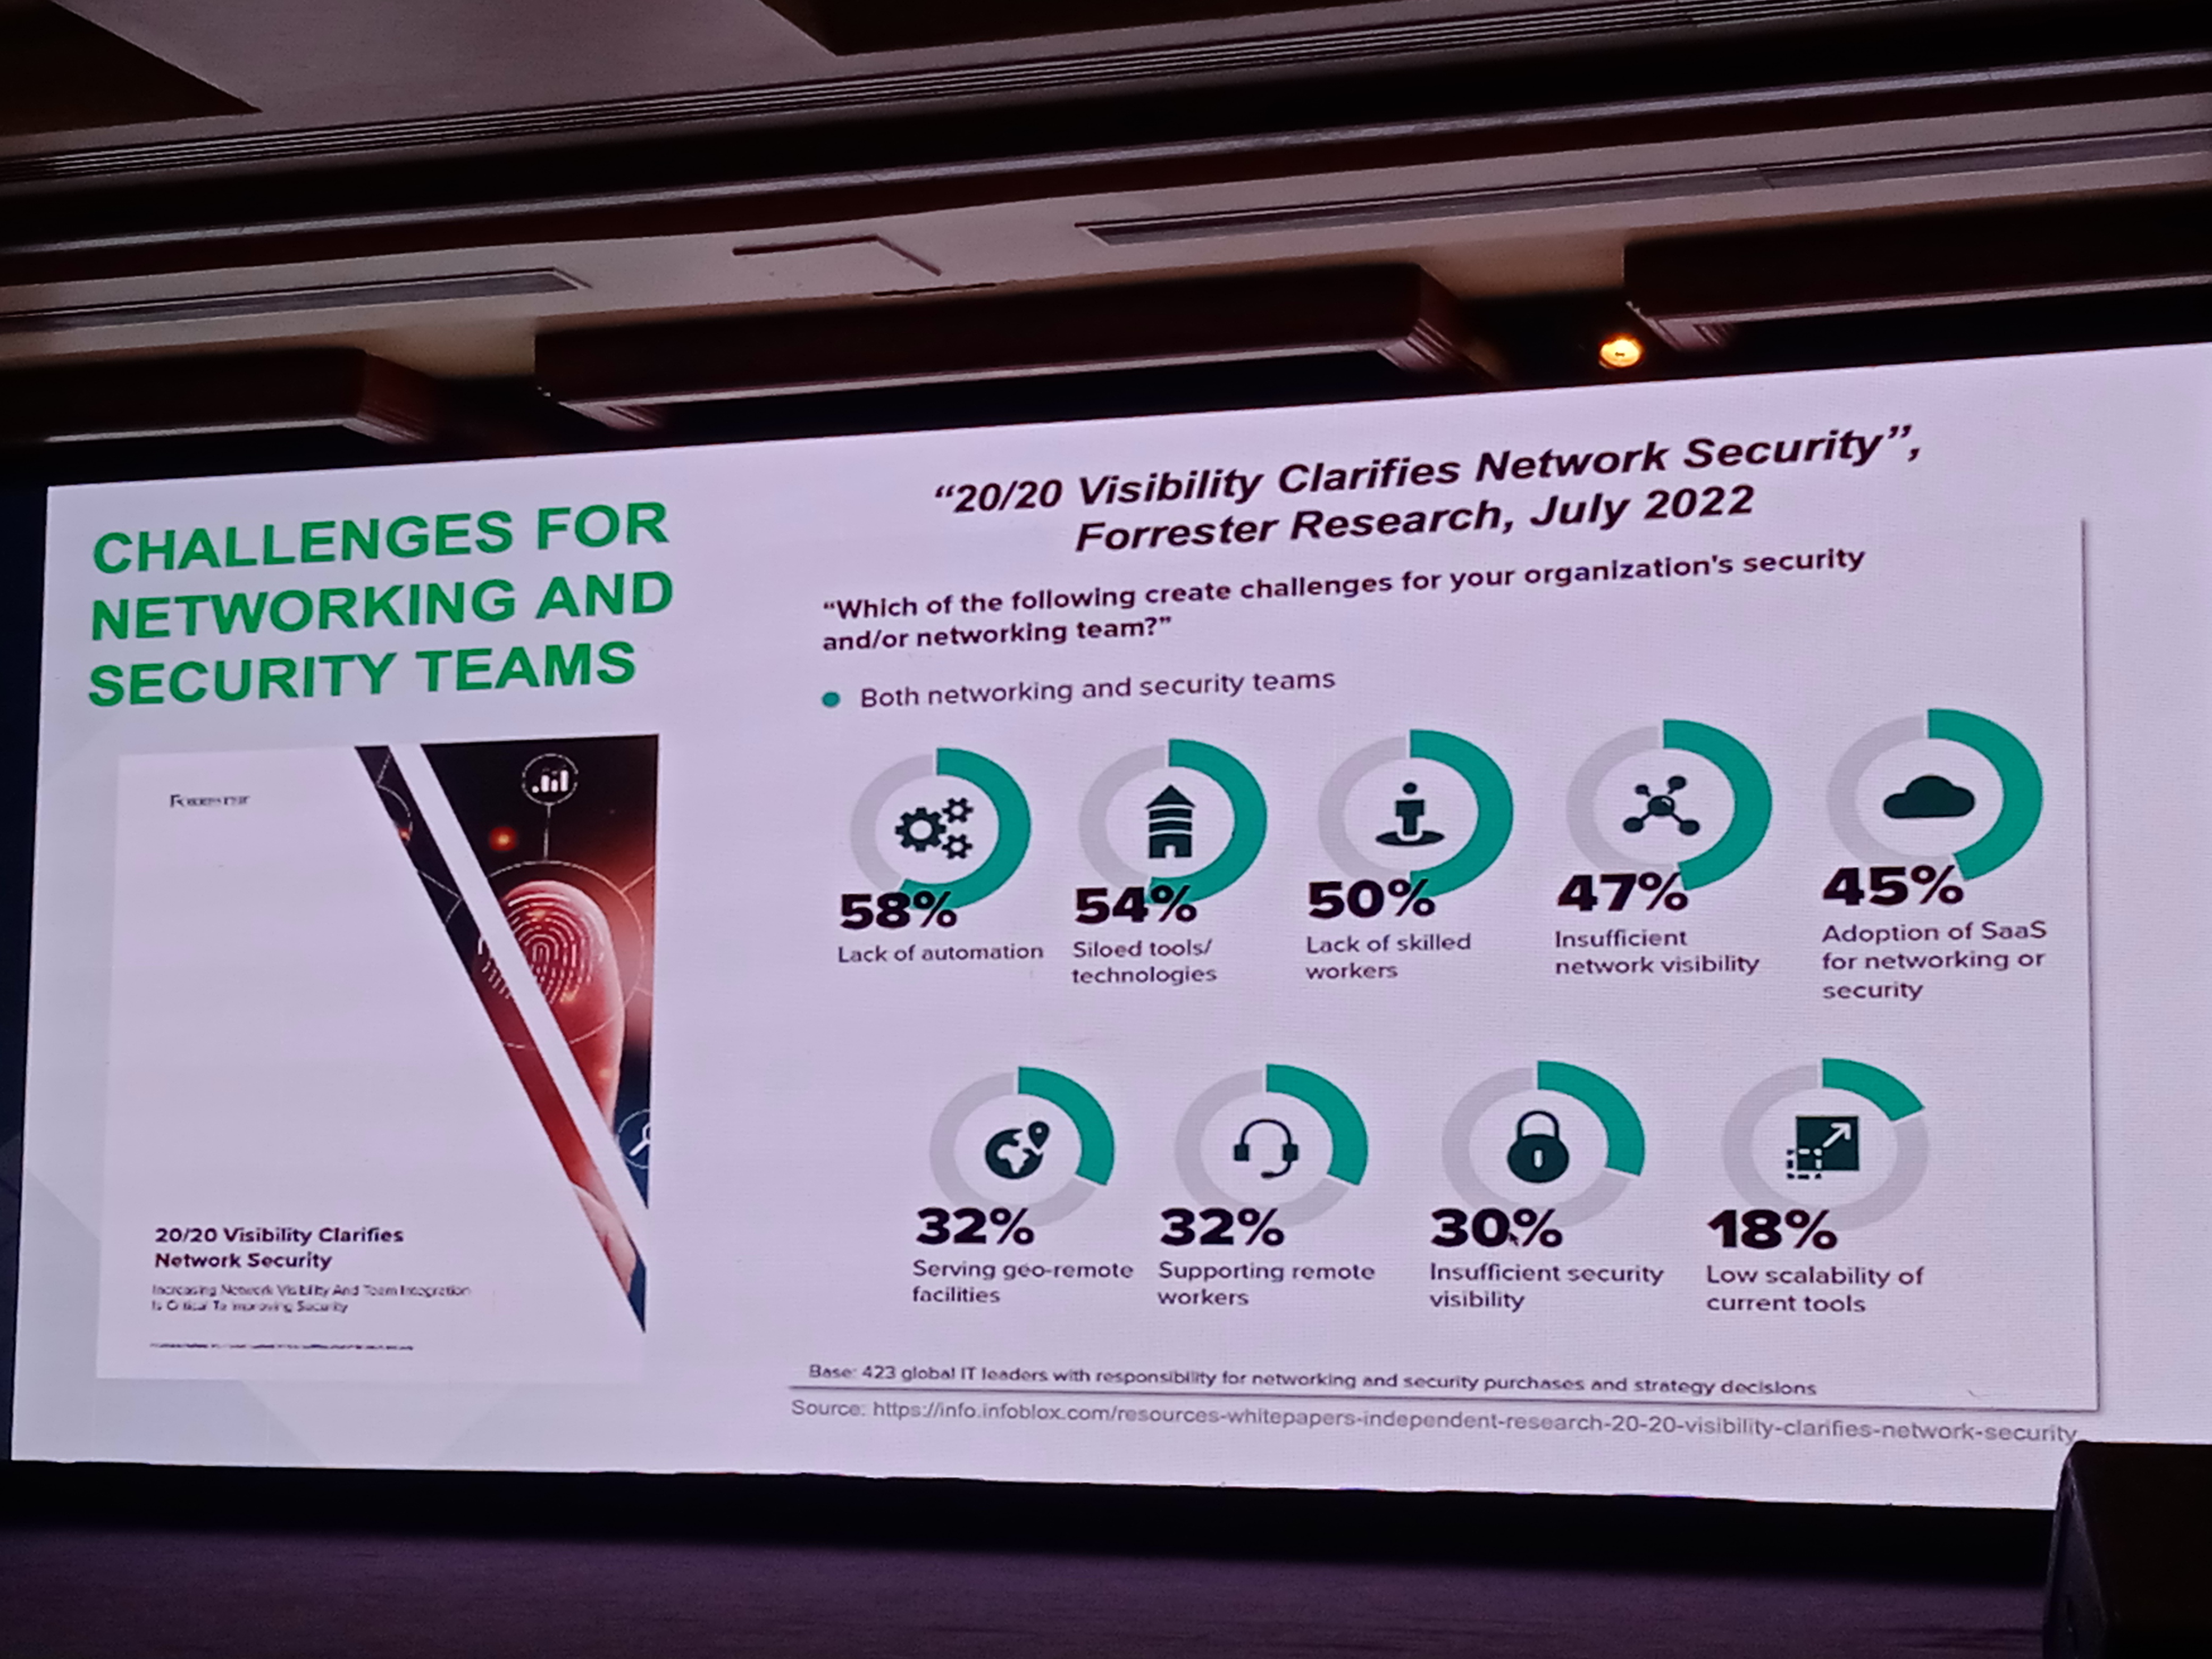 CHALLENGES FOR
NETWORKING AND
SECURITY TEAMS
20/20 Visibility Clarifies
Network Security
Increasing Network Visibility And Team Integration
Is Critical To Improving Security
“20/20 Visibility Clarifies Network Security”,
Forrester Research, July 2022
“Which of the following create challenges for your organization's security
and/or networking team?”
Both networking and security teams
58%
Lack of automation
54%
Siloed tools/
technologies
50%
Lack of skilled
workers
47%
Insufficient
network visibility
45%
Adoption of SaaS
for networking or
security
32%
Serving geo-remote
facilities
32%
Supporting remote
workers
30%
Insufficient security
visibility
18%
Low scalability of
current tools
Base: 423 global IT leaders with responsibility for networking and security purchases and strategy decisions
Source: https://info.infoblox.com/resources-whitepapers-independent-research-20-20-visibility-clarifies-network-security